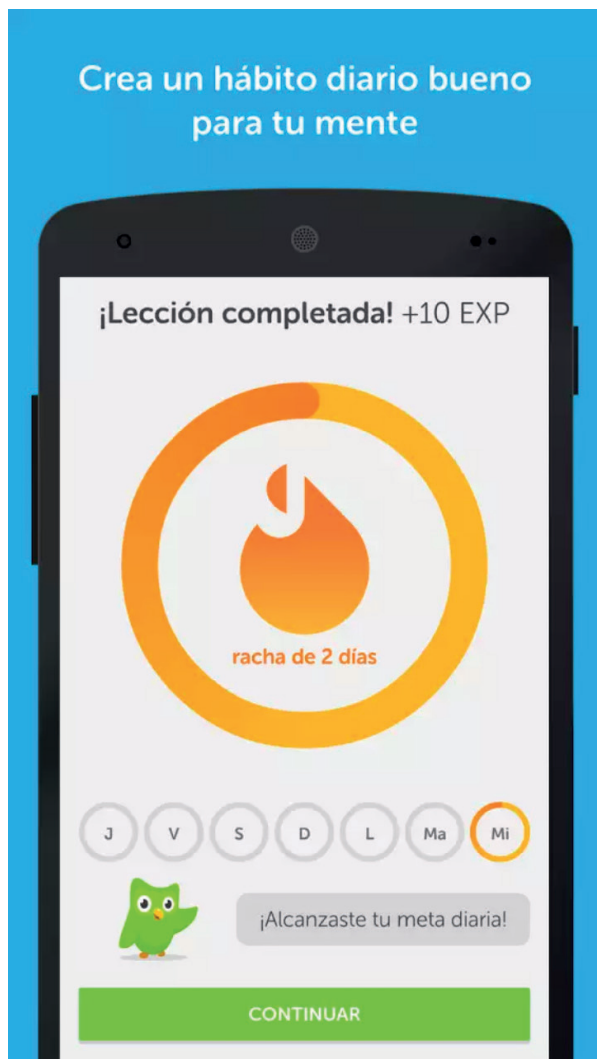 Crea un hábito diario bueno
para tu mente
¡Lección completada! +10 EXP
racha de 2 días
J V S D L Ma Mi
¡Alcanzaste tu meta diaria!
CONTINUAR